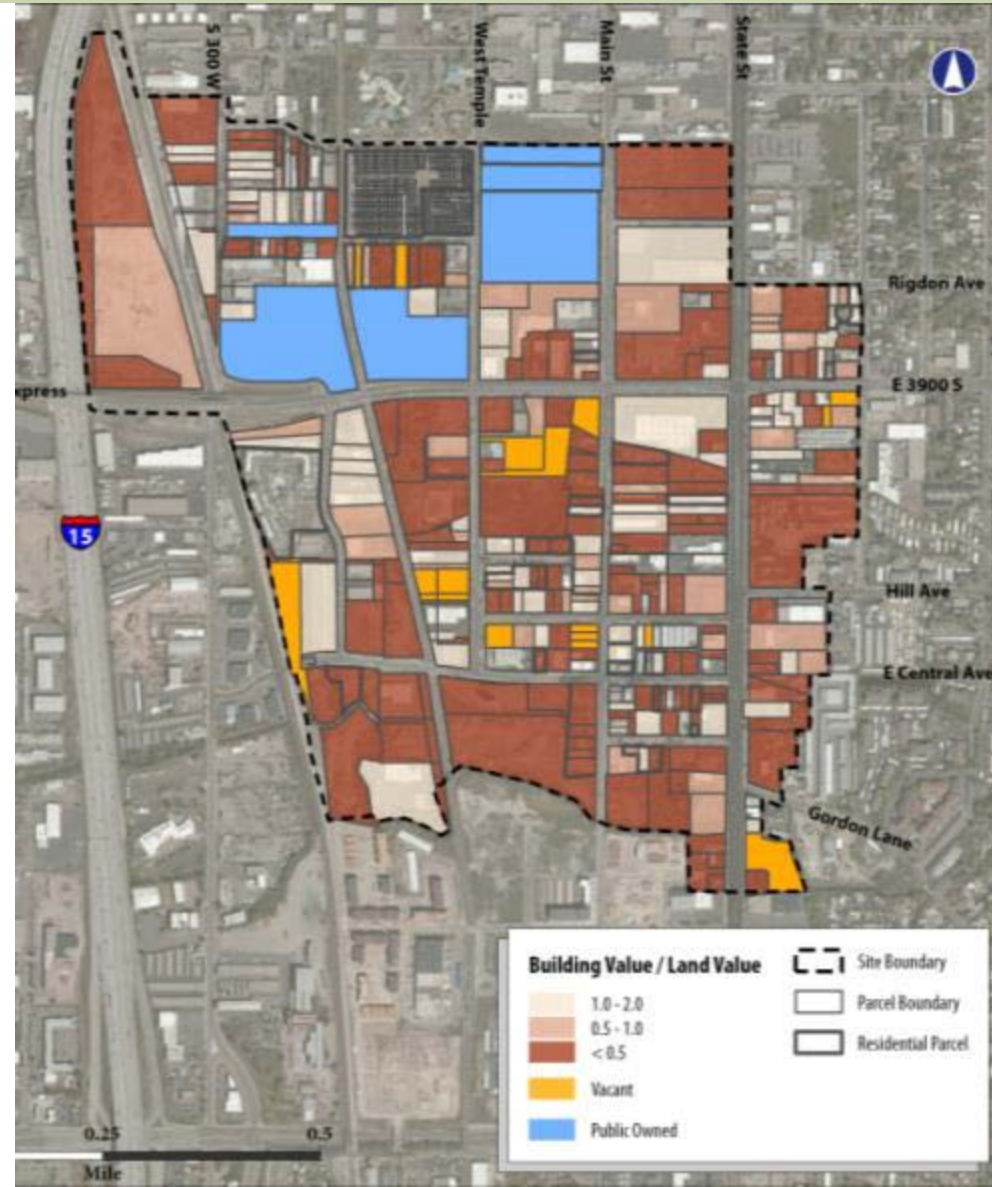 S 300 W
West Temple
Main St
State St
Rigdon Ave
xpress
E 3900 S
15
Hill Ave
E Central Ave
Gordon Lane
Building Value / Land Value
1.0 - 2.0
0.5 - 1.0
< 0.5
Vacant
Public Owned
Site Boundary
Parcel Boundary
Residential Parcel
0.25
0.5
Mile